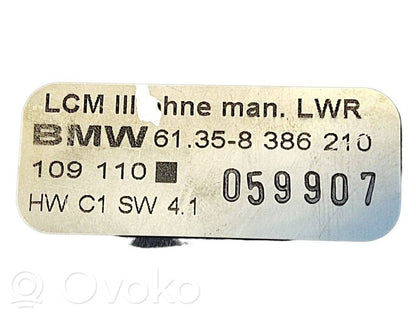 LCM III ohne man. LWR
BMW 61.35-8 386 210
109 110 059907
HW C1 SW 4.1
© OVOKO
© OVOKO